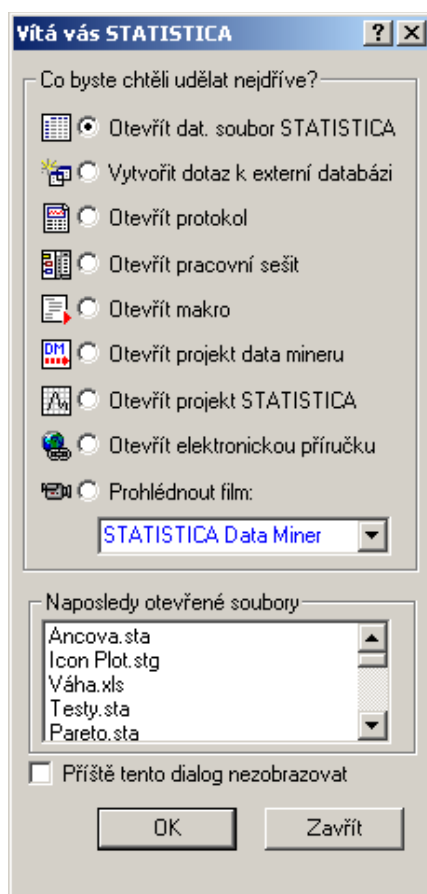 Vítá vás STATISTICA
Co byste chtěli udělat nejdříve?
Otevřít dat. soubor STATISTICA
Vytvořit dotaz k externí databázi
Otevřít protokol
Otevřít pracovní sešit
Otevřít makro
DM Otevřít projekt data mineru
Otevřít projekt STATISTICA
Otevřít elektronickou příručku
Prohlédnout film:
STATISTICA Data Miner
Naposledy otevřené soubory
Ancova.sta
Icon Plot.stg
Váha.xls
Testy.sta
Pareto.sta
Příště tento dialog nezobrazovat
OK Zavřít